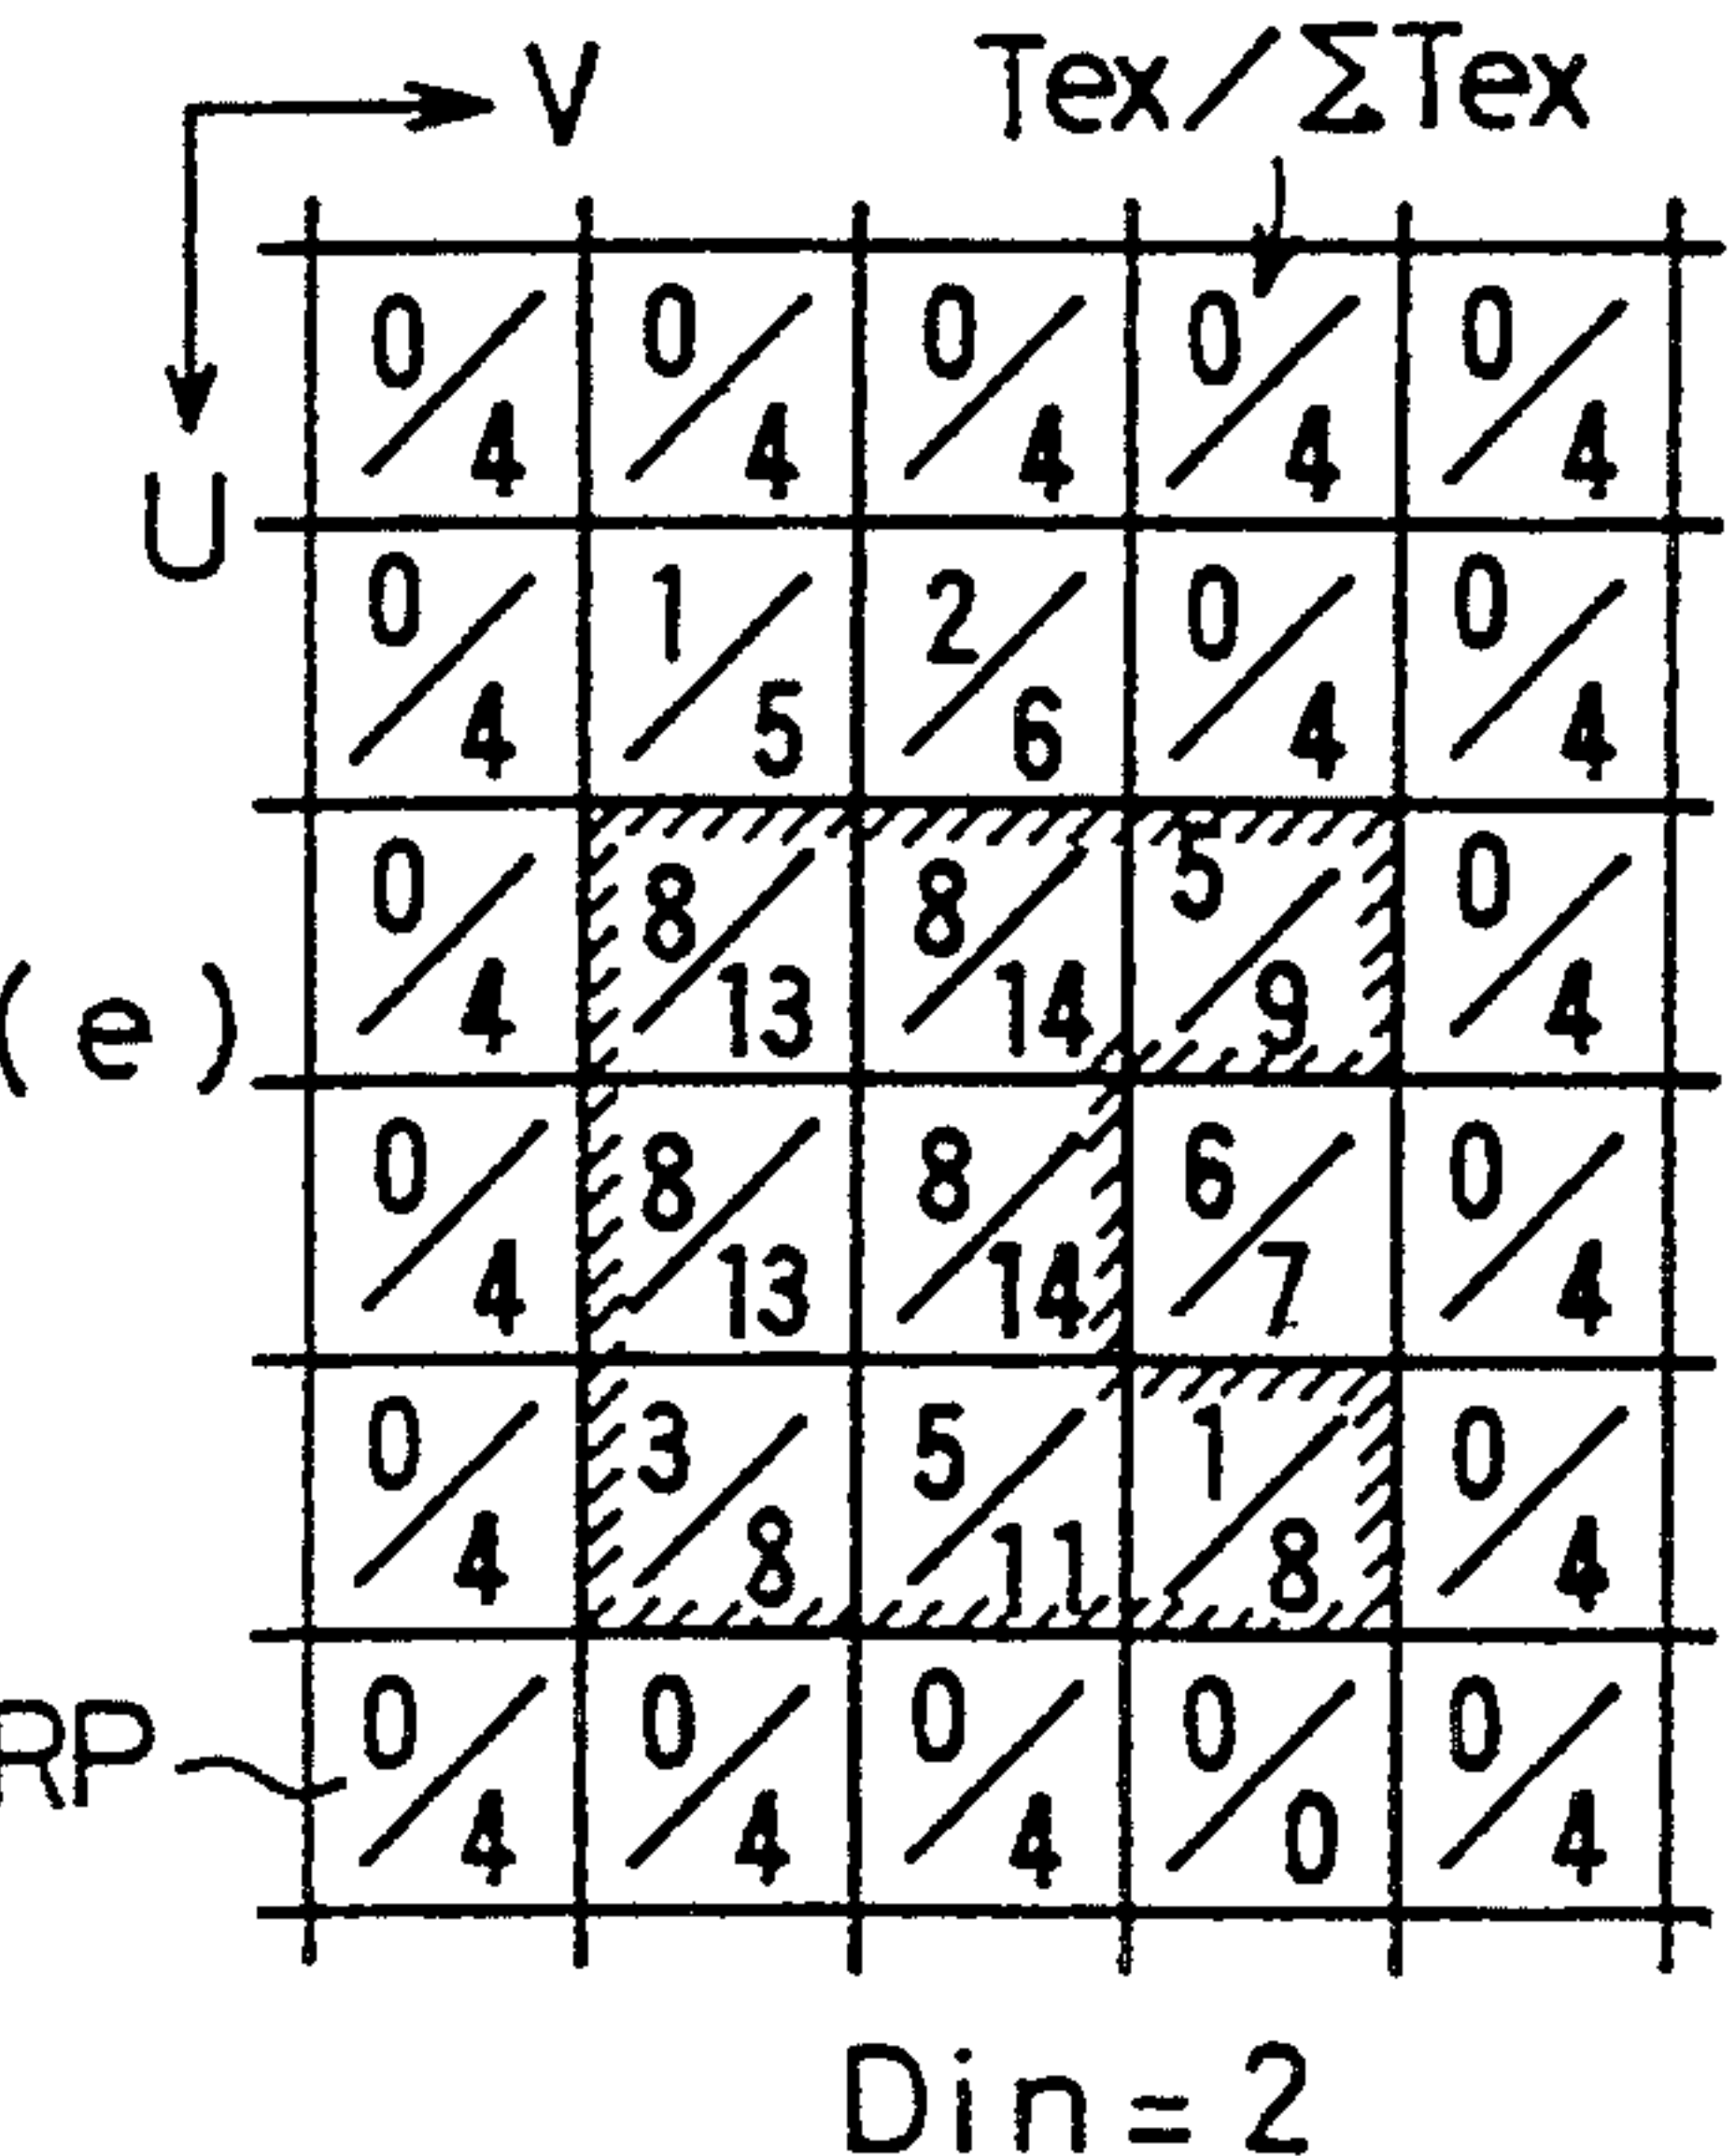 V Tex/ΣTex
U
0/4 0/4 0/4 0/4 0/4
0/4 1/5 2/6 0/4 0/4
0/4 8/13 8/14 5/9 0/4
(e)
0/4 8/13 8/14 6/7 0/4
0/4 3/8 5/11 1/8 0/4
RP 0/4 0/4 0/4 0/0 0/4
Din=2